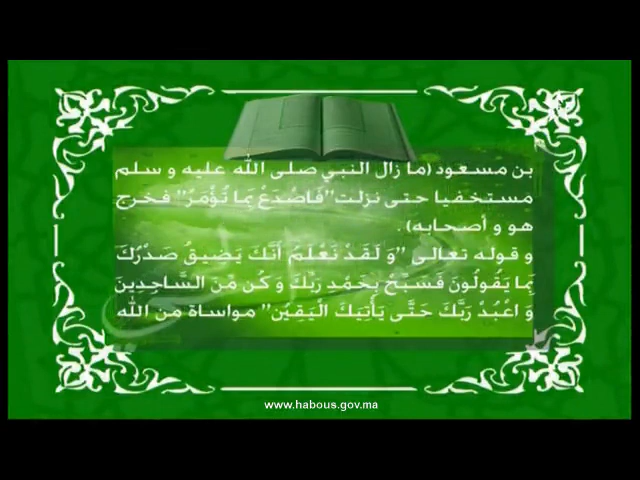 بن مسعود (ما زال النبي صلى الله عليه و سلم
مستخفيا حتى نزلت "فَاصْدَعْ بِمَا تُؤْمَرُ" فخرج
هو و أصحابه).
و قوله تعالى "وَ لَقَدْ نَعْلَمُ أَنَّكَ يَضِيقُ صَدْرُكَ
بِمَا يَقُولُونَ فَسَبِّحْ بِحَمْدِ رَبِّكَ وَ كُن مِّنَ السَّاجِدِينَ
وَ اعْبُدْ رَبَّكَ حَتَّى يَأْتِيَكَ الْيَقِينُ" مواساة من الله
www.habous.gov.ma